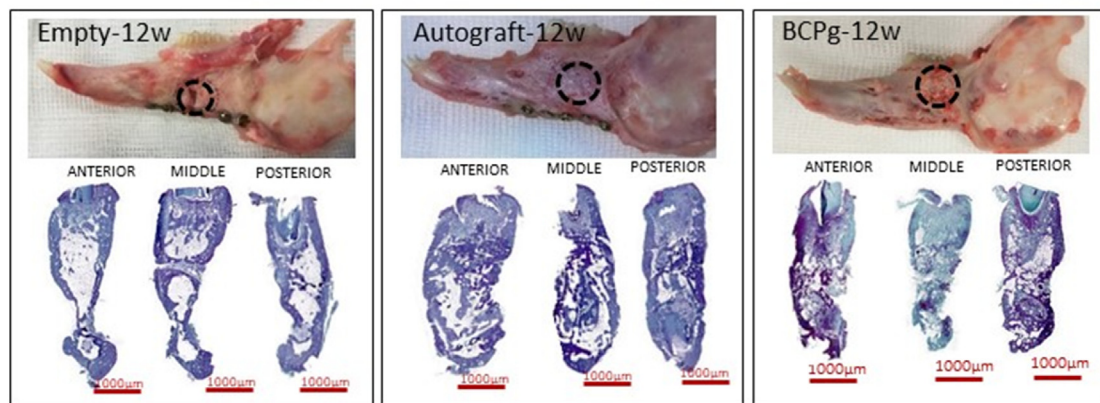 Empty-12w
ANTERIOR MIDDLE POSTERIOR
1000µm 1000µm 1000µm
Autograft-12w
ANTERIOR MIDDLE POSTERIOR
1000µm 1000µm 1000µm
BCPg-12w
ANTERIOR MIDDLE POSTERIOR
1000µm 1000µm 1000µm